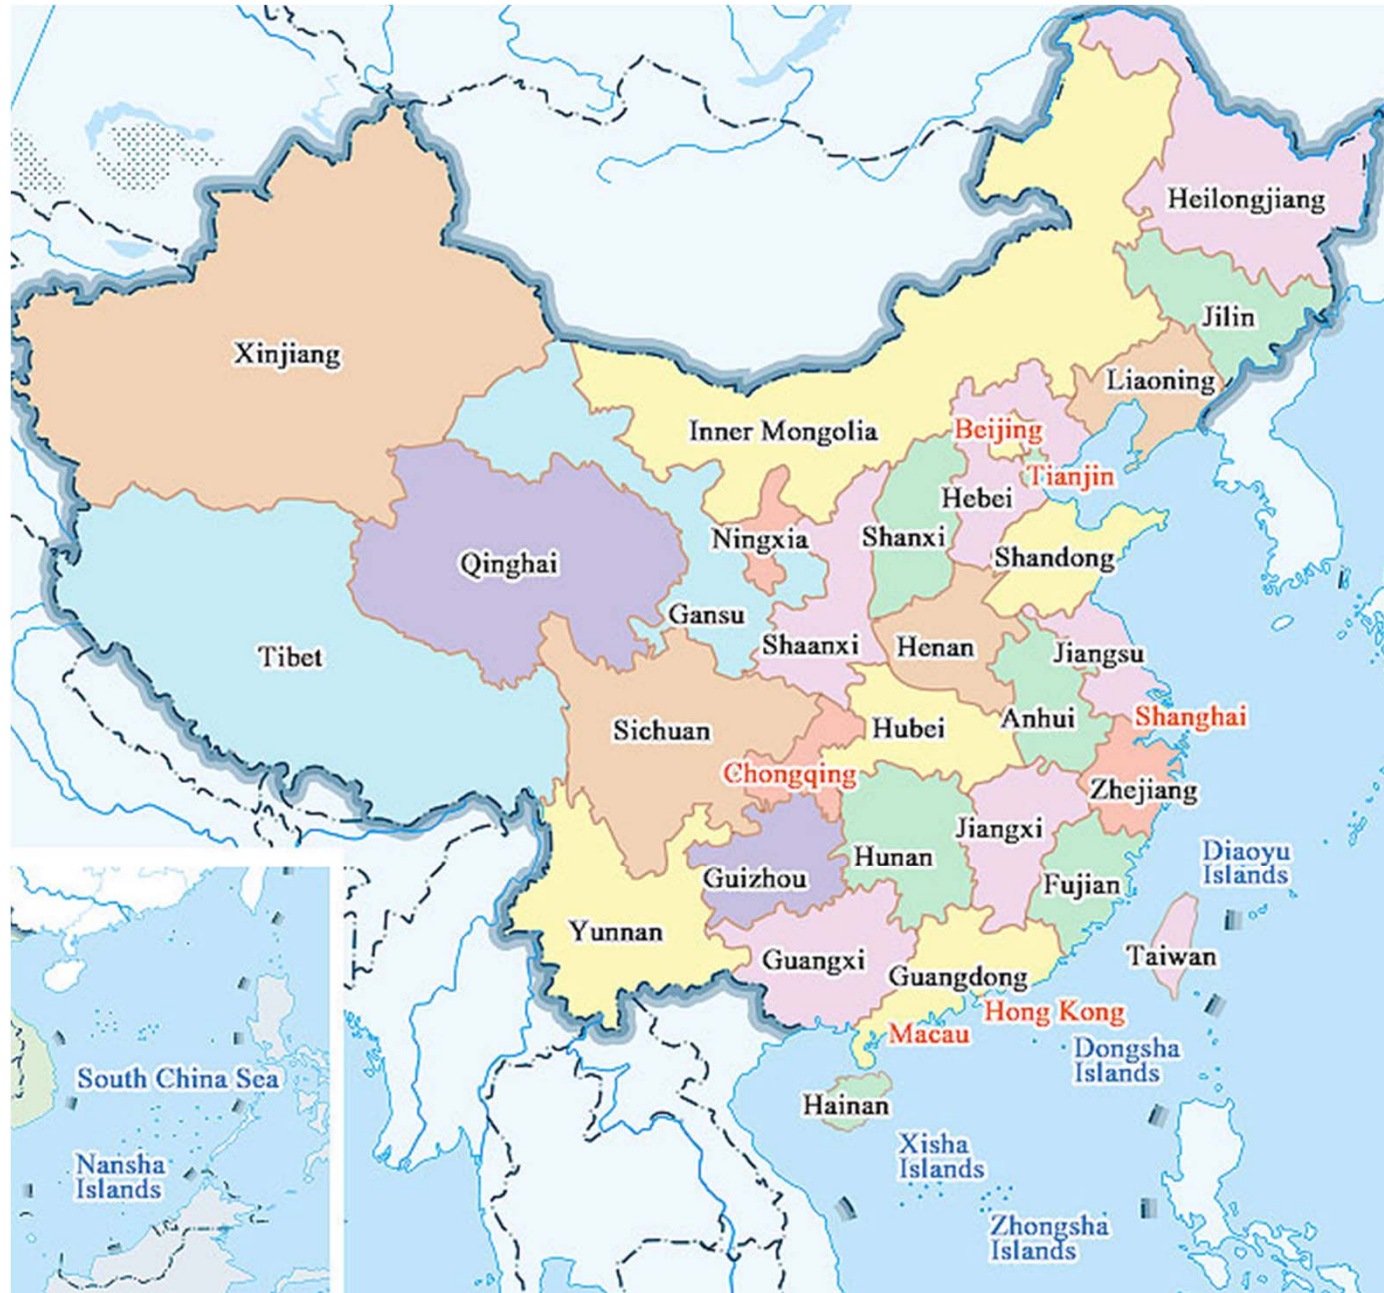 Heilongjiang
Jilin
Xinjiang
Liaoning
Inner Mongolia
Beijing
Tianjin
Hebei
Ningxia
Shanxi
Shandong
Qinghai
Gansu
Shaanxi
Henan
Jiangsu
Tibet
Sichuan
Hubei
Anhui
Shanghai
Chongqing
Zhejiang
Jiangxi
Hunan
Guizhou
Fujian
Diaoyu
Islands
Yunnan
Guangxi
Guangdong
Taiwan
Hong Kong
Macau
Dongsha
Islands
South China Sea
Hainan
Xisha
Islands
Nansha
Islands
Zhongsha
Islands